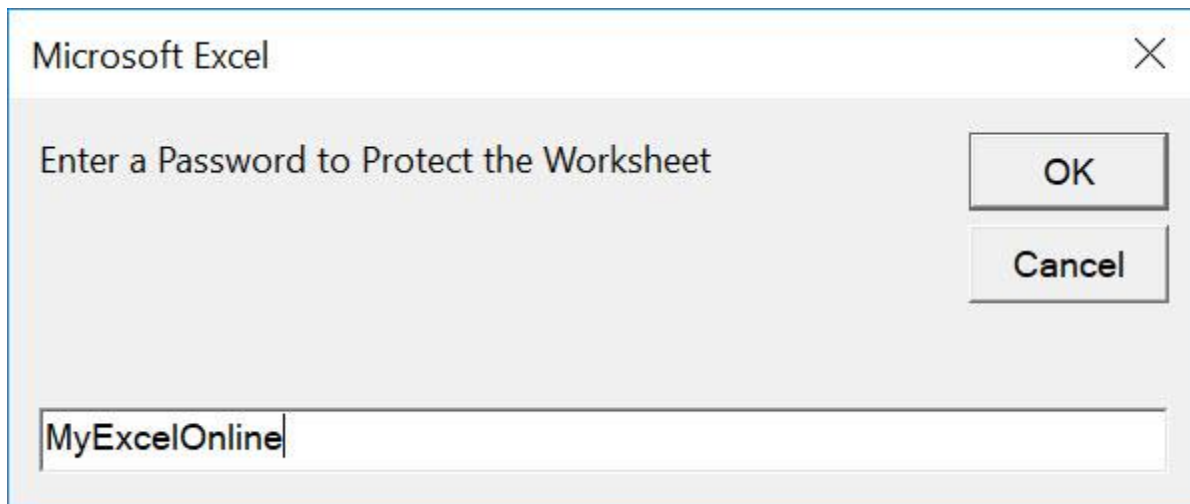 Microsoft Excel
Enter a Password to Protect the Worksheet
OK
Cancel
MyExcelOnline